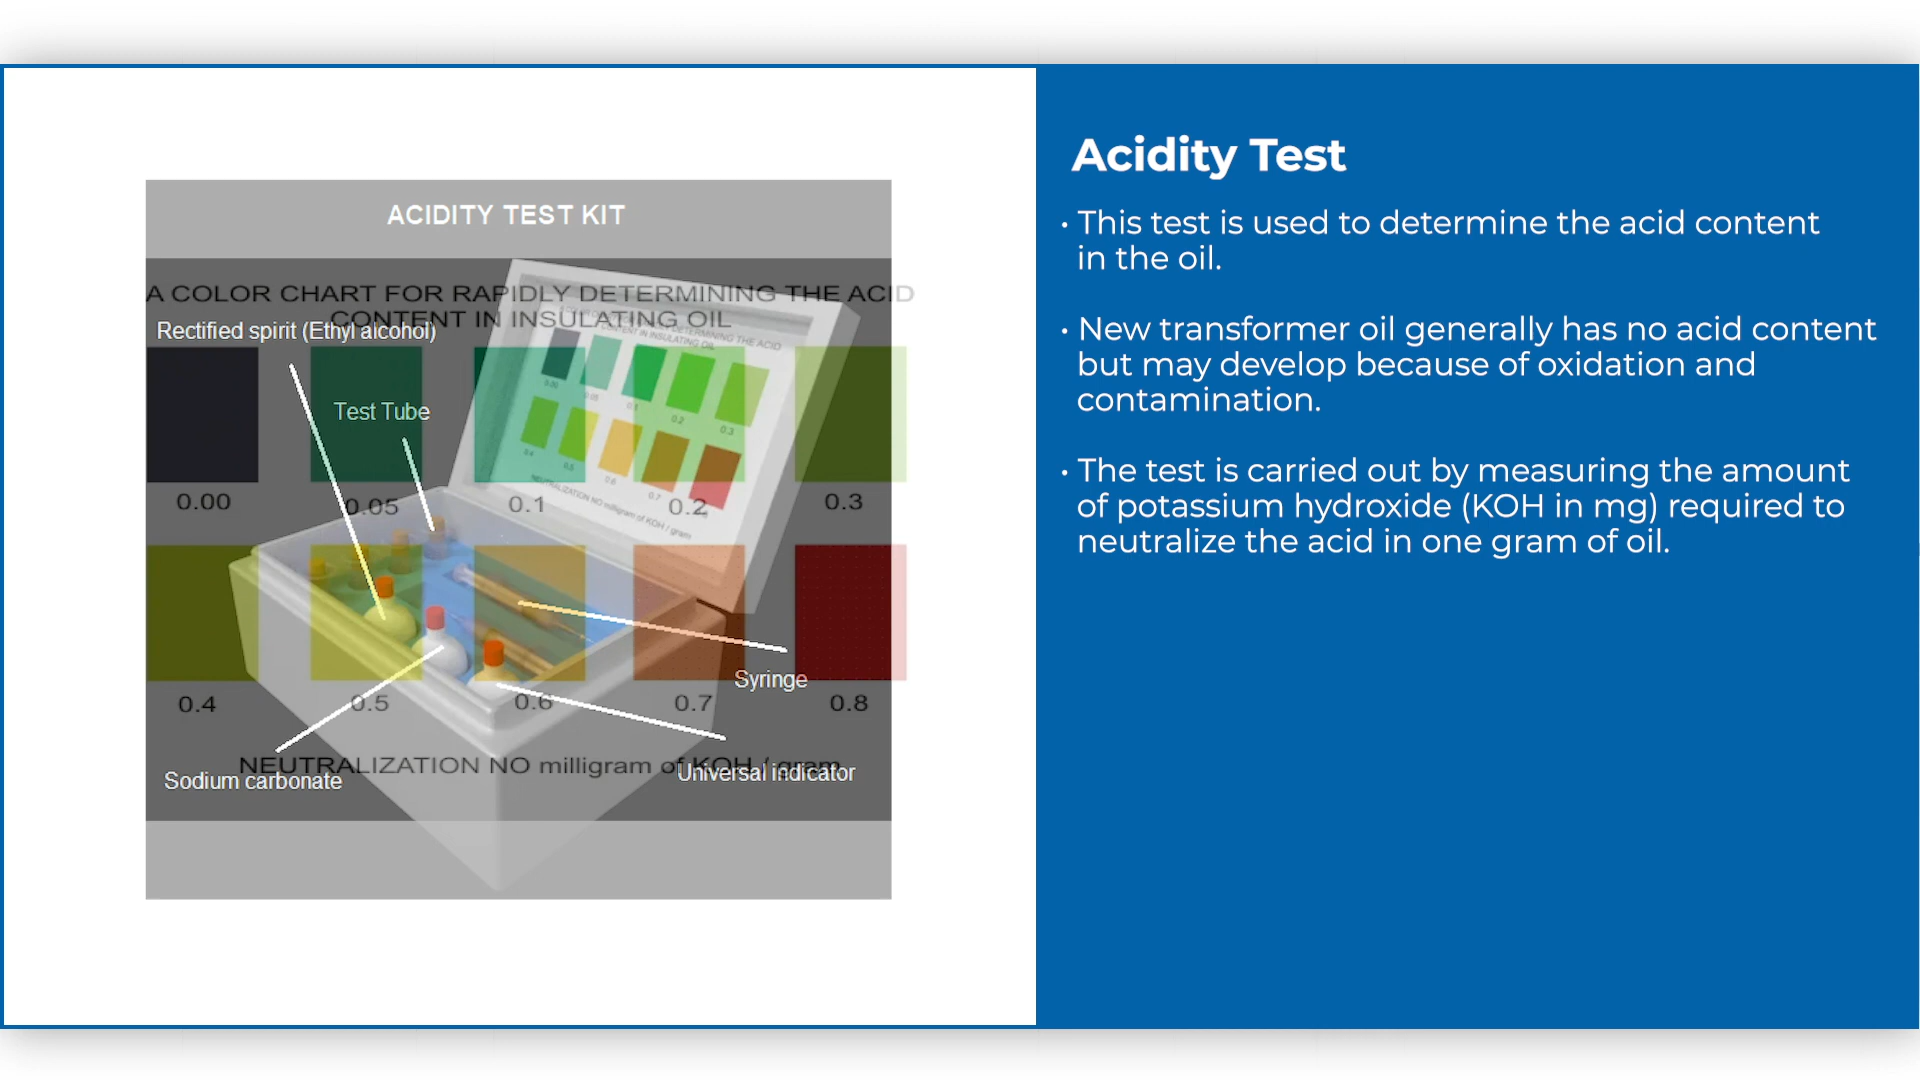 ACIDITY TEST KIT
A COLOR CHART FOR RAPIDLY DETERMINING THE ACID
CONTENT IN INSULATING OIL
Rectified spirit (Ethyl alcohol)
Test Tube
0.00 0.05 0.1 0.2 0.3
Syringe
0.4 0.5 0.6 0.7 0.8
NEUTRALIZATION NO milligram of KOH / gram
Sodium carbonate
Universal indicator
Acidity Test
• This test is used to determine the acid content
in the oil.
• New transformer oil generally has no acid content
but may develop because of oxidation and
contamination.
• The test is carried out by measuring the amount
of potassium hydroxide (KOH in mg) required to
neutralize the acid in one gram of oil.